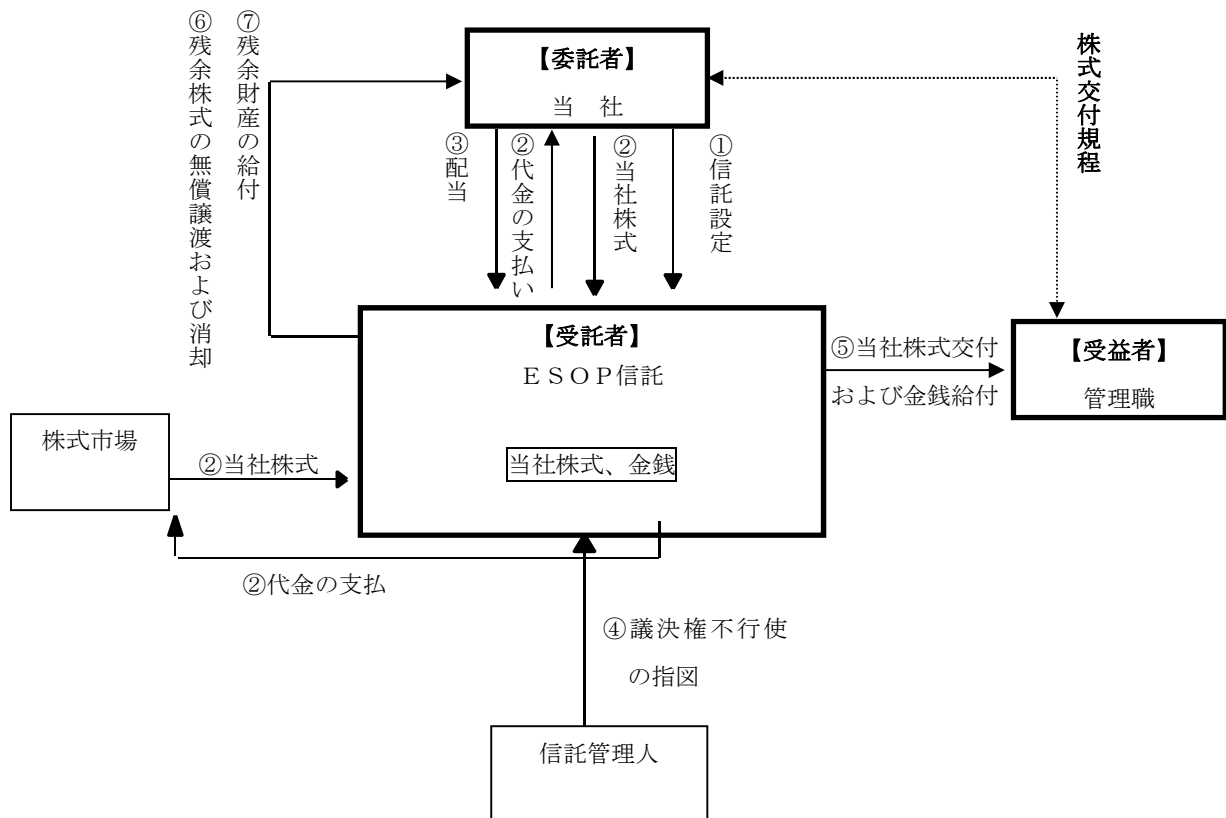 ⑥残余株式の無償譲渡および消却
⑦残余財産の給付
【委託者】
当　社
株式交付規程
③配当
②代金の支払い
②当社株式
①信託設定
【受託者】
ＥＳＯＰ信託
当社株式、金銭
⑤当社株式交付
および金銭給付
【受益者】
管理職
株式市場
②当社株式
②代金の支払
④議決権不行使
の指図
信託管理人